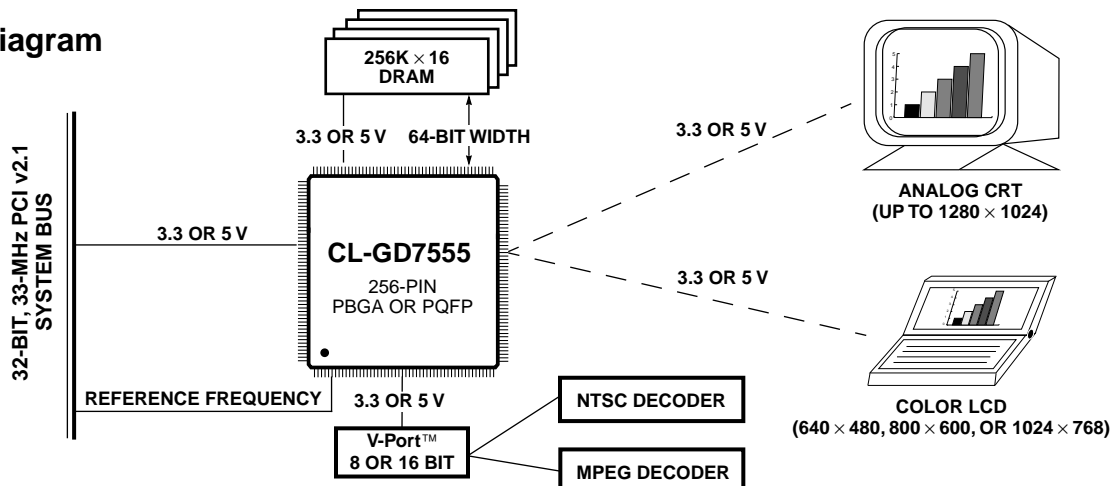 iagram
256K × 16
DRAM
3.3 OR 5 V
64-BIT WIDTH
32-BIT, 33-MHz PCI v2.1
SYSTEM BUS
3.3 OR 5 V
CL-GD7555
256-PIN
PBGA OR PQFP
3.3 OR 5 V
ANALOG CRT
(UP TO 1280 × 1024)
3.3 OR 5 V
COLOR LCD
(640 × 480, 800 × 600, OR 1024 × 768)
REFERENCE FREQUENCY
3.3 OR 5 V
V-Port™
8 OR 16 BIT
NTSC DECODER
MPEG DECODER